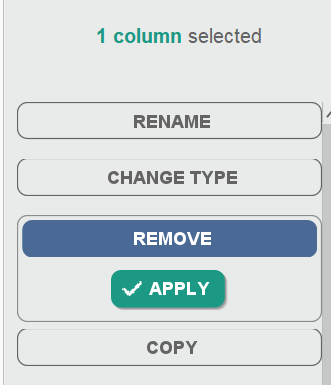 1 column selected
RENAME
CHANGE TYPE
REMOVE
APPLY
COPY